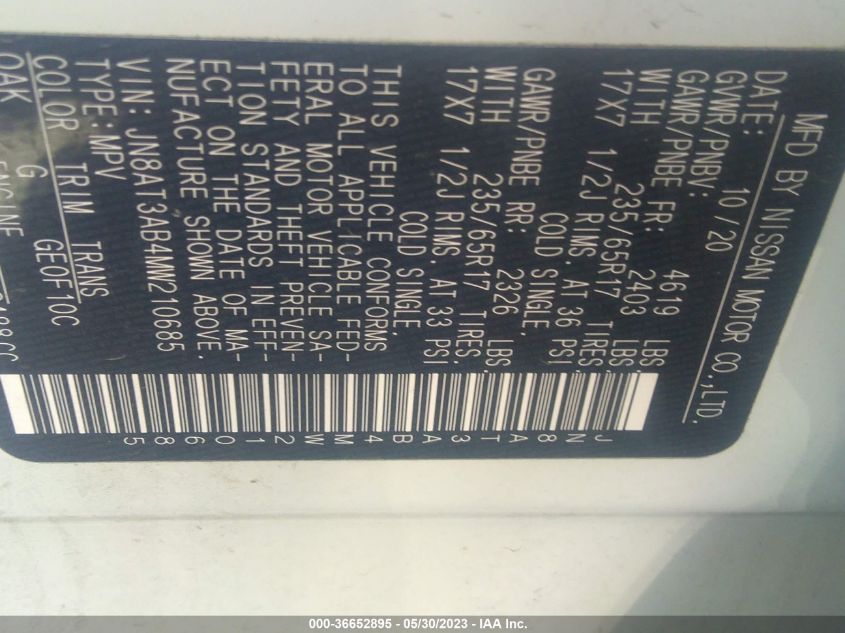 MFD BY NISSAN MOTOR CO.,LTD.
DATE: 10/20
GVWR/PNBV: 4619 LBS.
GAWR/PNBE FR: 2403 LBS.
WITH 235/65R17 TIRES,
17X7 1/2J RIMS, AT 36 PSI
COLD SINGLE,
GAWR/PNBE RR: 2326 LBS.
WITH 235/65R17 TIRES,
17X7 1/2J RIMS, AT 33 PSI
COLD SINGLE,
THIS VEHICLE CONFORMS
TO ALL APPLICABLE FED-
ERAL MOTOR VEHICLE SA-
FETY AND THEFT PREVEN-
TION STANDARDS IN EFF-
ECT ON THE DATE OF MA-
NUFACTURE SHOWN ABOVE.
VIN: JN8AT3AB4MW210685
TYPE: MPV
COLOR TRIM TRANS
QAK G GE0F10C
ENGINE
JN8AT3AB4MW210685
000-36652895 - 05/30/2023 - IAA Inc.